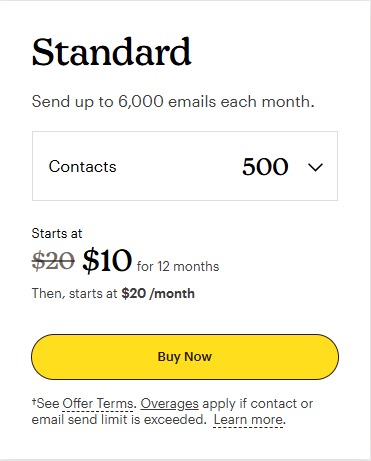 Standard
Send up to 6,000 emails each month.
Contacts 500
Starts at
$20 $10 for 12 months
Then, starts at $20 /month
Buy Now
†See Offer Terms. Overages apply if contact or
email send limit is exceeded. Learn more.